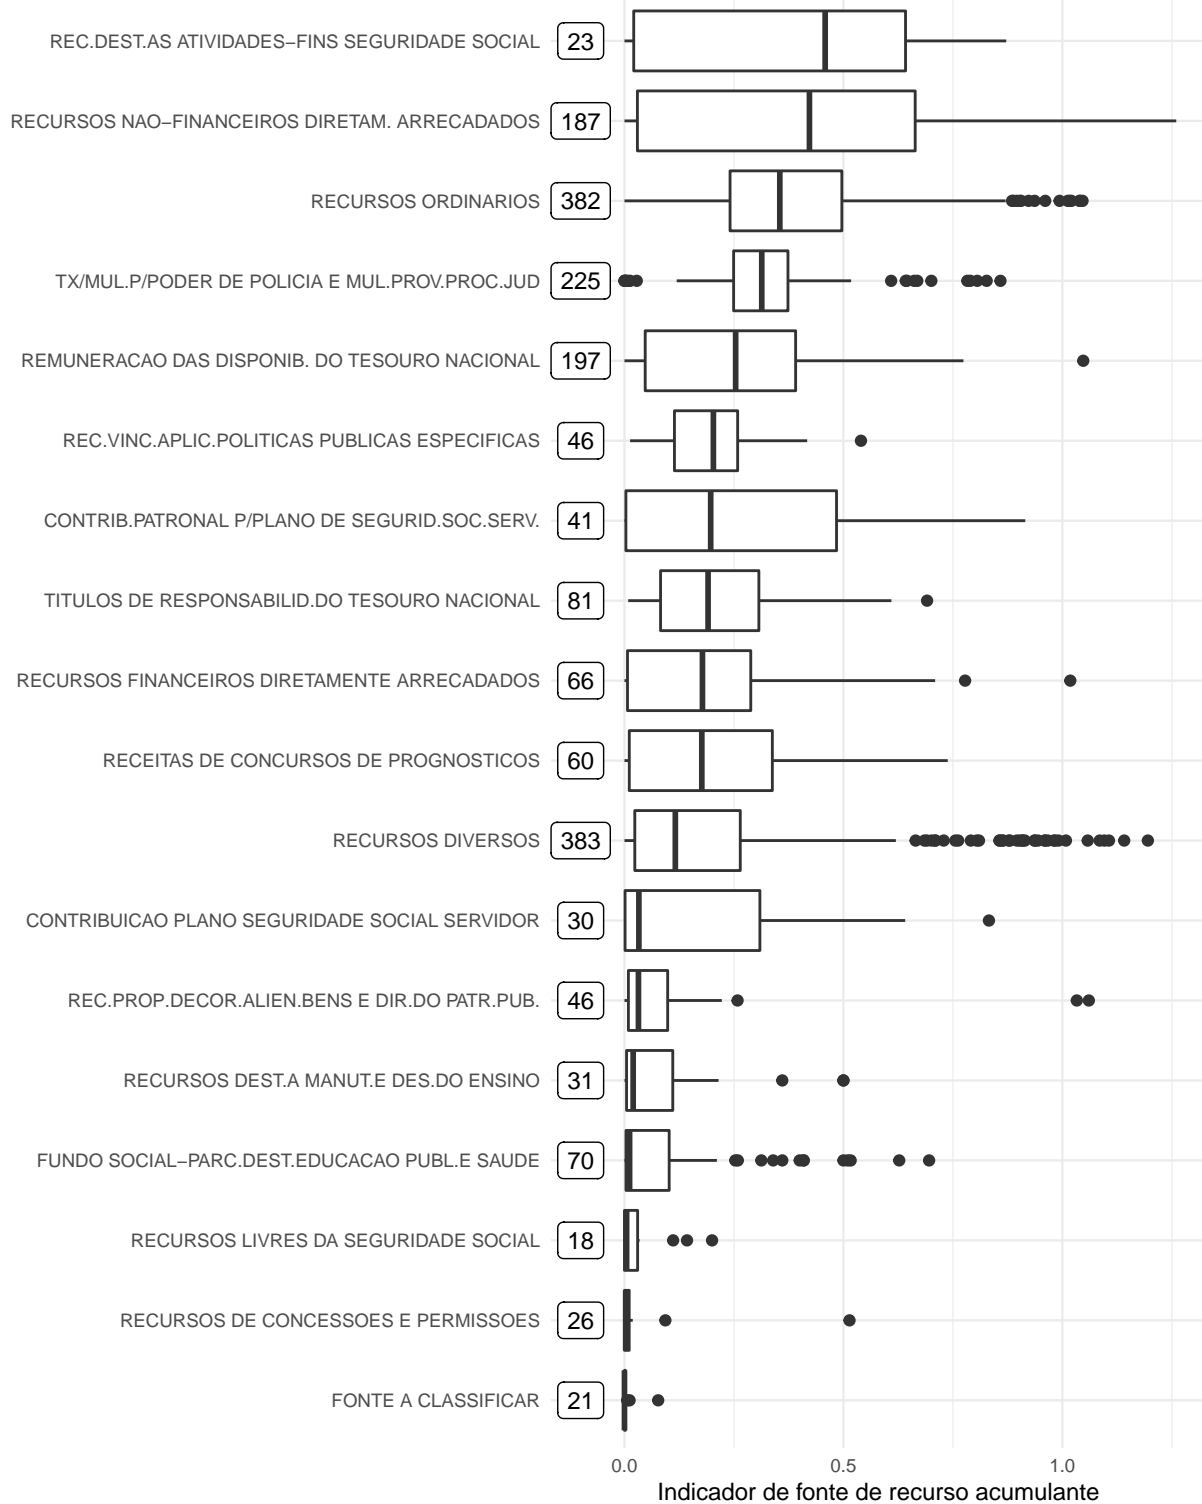 REC.DEST.AS ATIVIDADES–FINS SEGURIDADE SOCIAL 23
RECURSOS NAO–FINANCEIROS DIRETAM. ARRECADADOS 187
RECURSOS ORDINARIOS 382
TX/MUL.P/PODER DE POLICIA E MUL.PROV.PROC.JUD 225
REMUNERACAO DAS DISPONIB. DO TESOURO NACIONAL 197
REC.VINC.APLIC.POLITICAS PUBLICAS ESPECIFICAS 46
CONTRIB.PATRONAL P/PLANO DE SEGURID.SOC.SERV. 41
TITULOS DE RESPONSABILID.DO TESOURO NACIONAL 81
RECURSOS FINANCEIROS DIRETAMENTE ARRECADADOS 66
RECEITAS DE CONCURSOS DE PROGNOSTICOS 60
RECURSOS DIVERSOS 383
CONTRIBUICAO PLANO SEGURIDADE SOCIAL SERVIDOR 30
REC.PROP.DECOR.ALIEN.BENS E DIR.DO PATR.PUB. 46
RECURSOS DEST.A MANUT.E DES.DO ENSINO 31
FUNDO SOCIAL–PARC.DEST.EDUCACAO PUBL.E SAUDE 70
RECURSOS LIVRES DA SEGURIDADE SOCIAL 18
RECURSOS DE CONCESSOES E PERMISSOES 26
FONTE A CLASSIFICAR 21
0.0 0.5 1.0
Indicador de fonte de recurso acumulante